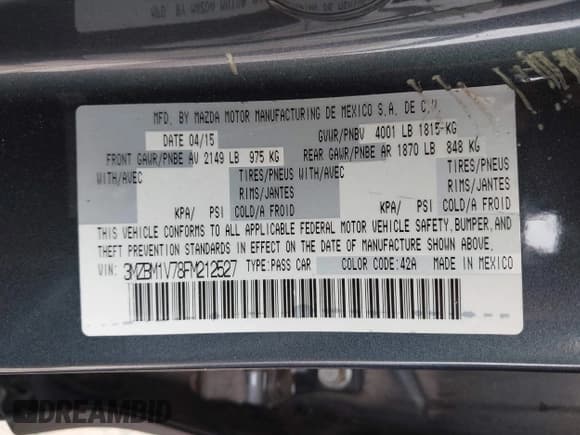 MFD. BY MAZDA MOTOR MANUFACTURING DE MEXICO S.A. DE C.V.
DATE 04/15 GVWR/PNBV 4001 LB 1815-KG
FRONT GAWR/PNBE AV 2149 LB 975 KG REAR GAWR/PNBE AR 1870 LB 848 KG
WITH/AVEC TIRES/PNEUS WITH/AVEC TIRES/PNEUS
RIMS/JANTES RIMS/JANTES
KPA/ PSI COLD/A FROID KPA/ PSI COLD/A FROID
THIS VEHICLE CONFORMS TO ALL APPLICABLE FEDERAL MOTOR VEHICLE SAFETY, BUMPER, AND
THEFT PREVENTION STANDARDS IN EFFECT ON THE DATE OF MANUFACTURE SHOWN ABOVE.
VIN: 3MZBM1V78FM212527 TYPE:PASS CAR COLOR CODE:42A MADE IN MEXICO
DREAMBID